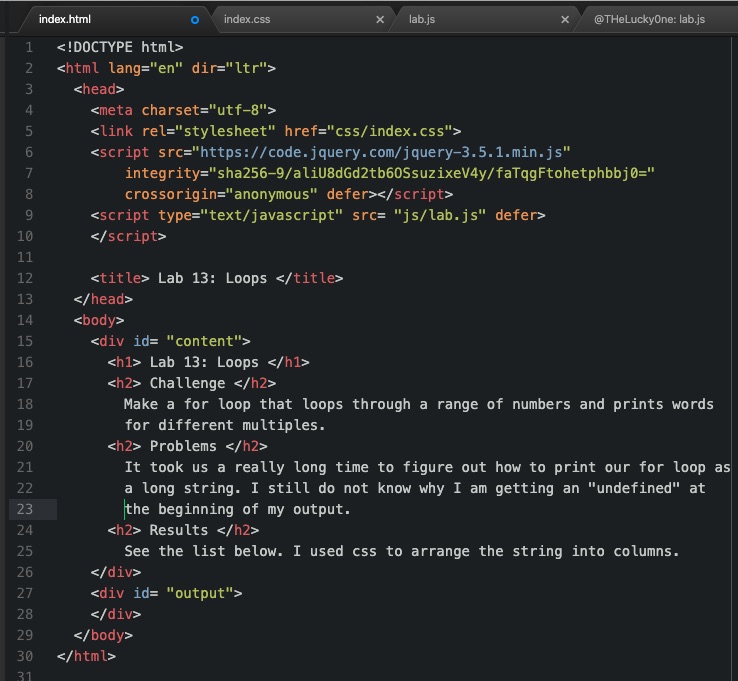 index.html index.css lab.js @THeLucky0ne: lab.js
1 <!DOCTYPE html>
2 <html lang="en" dir="ltr">
3 <head>
4 <meta charset="utf-8">
5 <link rel="stylesheet" href="css/index.css">
6 <script src="https://code.jquery.com/jquery-3.5.1.min.js"
7 integrity="sha256-9/aliU8dGd2tb6OSsuzixeV4y/faTqgFtohetphbbj0="
8 crossorigin="anonymous" defer></script>
9 <script type="text/javascript" src= "js/lab.js" defer>
10 </script>
11
12 <title> Lab 13: Loops </title>
13 </head>
14 <body>
15 <div id= "content">
16 <h1> Lab 13: Loops </h1>
17 <h2> Challenge </h2>
18 Make a for loop that loops through a range of numbers and prints words
19 for different multiples.
20 <h2> Problems </h2>
21 It took us a really long time to figure out how to print our for loop as
22 a long string. I still do not know why I am getting an "undefined" at
23 the beginning of my output.
24 <h2> Results </h2>
25 See the list below. I used css to arrange the string into columns.
26 </div>
27 <div id= "output">
28 </div>
29 </body>
30 </html>
31